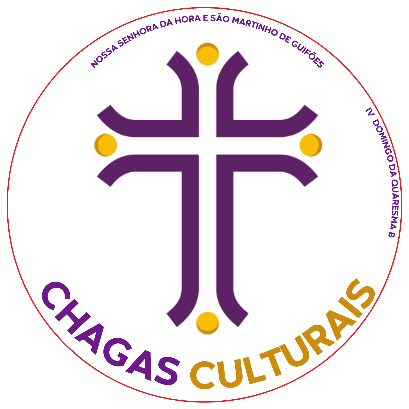 NOSSA SENHORA DA HORA E SÃO MARTINHO DE GUIFÕES
IV DOMINGO DA QUARESMA B
CHAGAS CULTURAIS